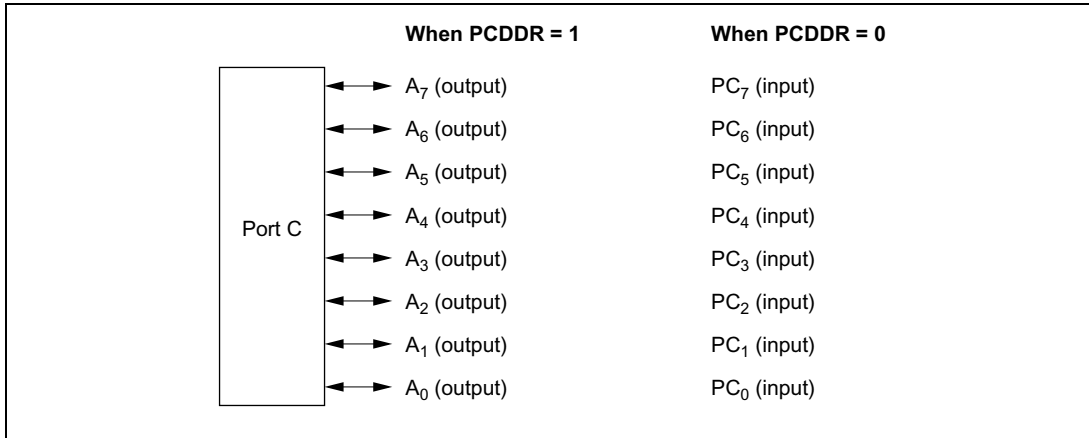 When PCDDR = 1 When PCDDR = 0
A7 (output) PC7 (input)
A6 (output) PC6 (input)
A5 (output) PC5 (input)
A4 (output) PC4 (input)
Port C
A3 (output) PC3 (input)
A2 (output) PC2 (input)
A1 (output) PC1 (input)
A0 (output) PC0 (input)